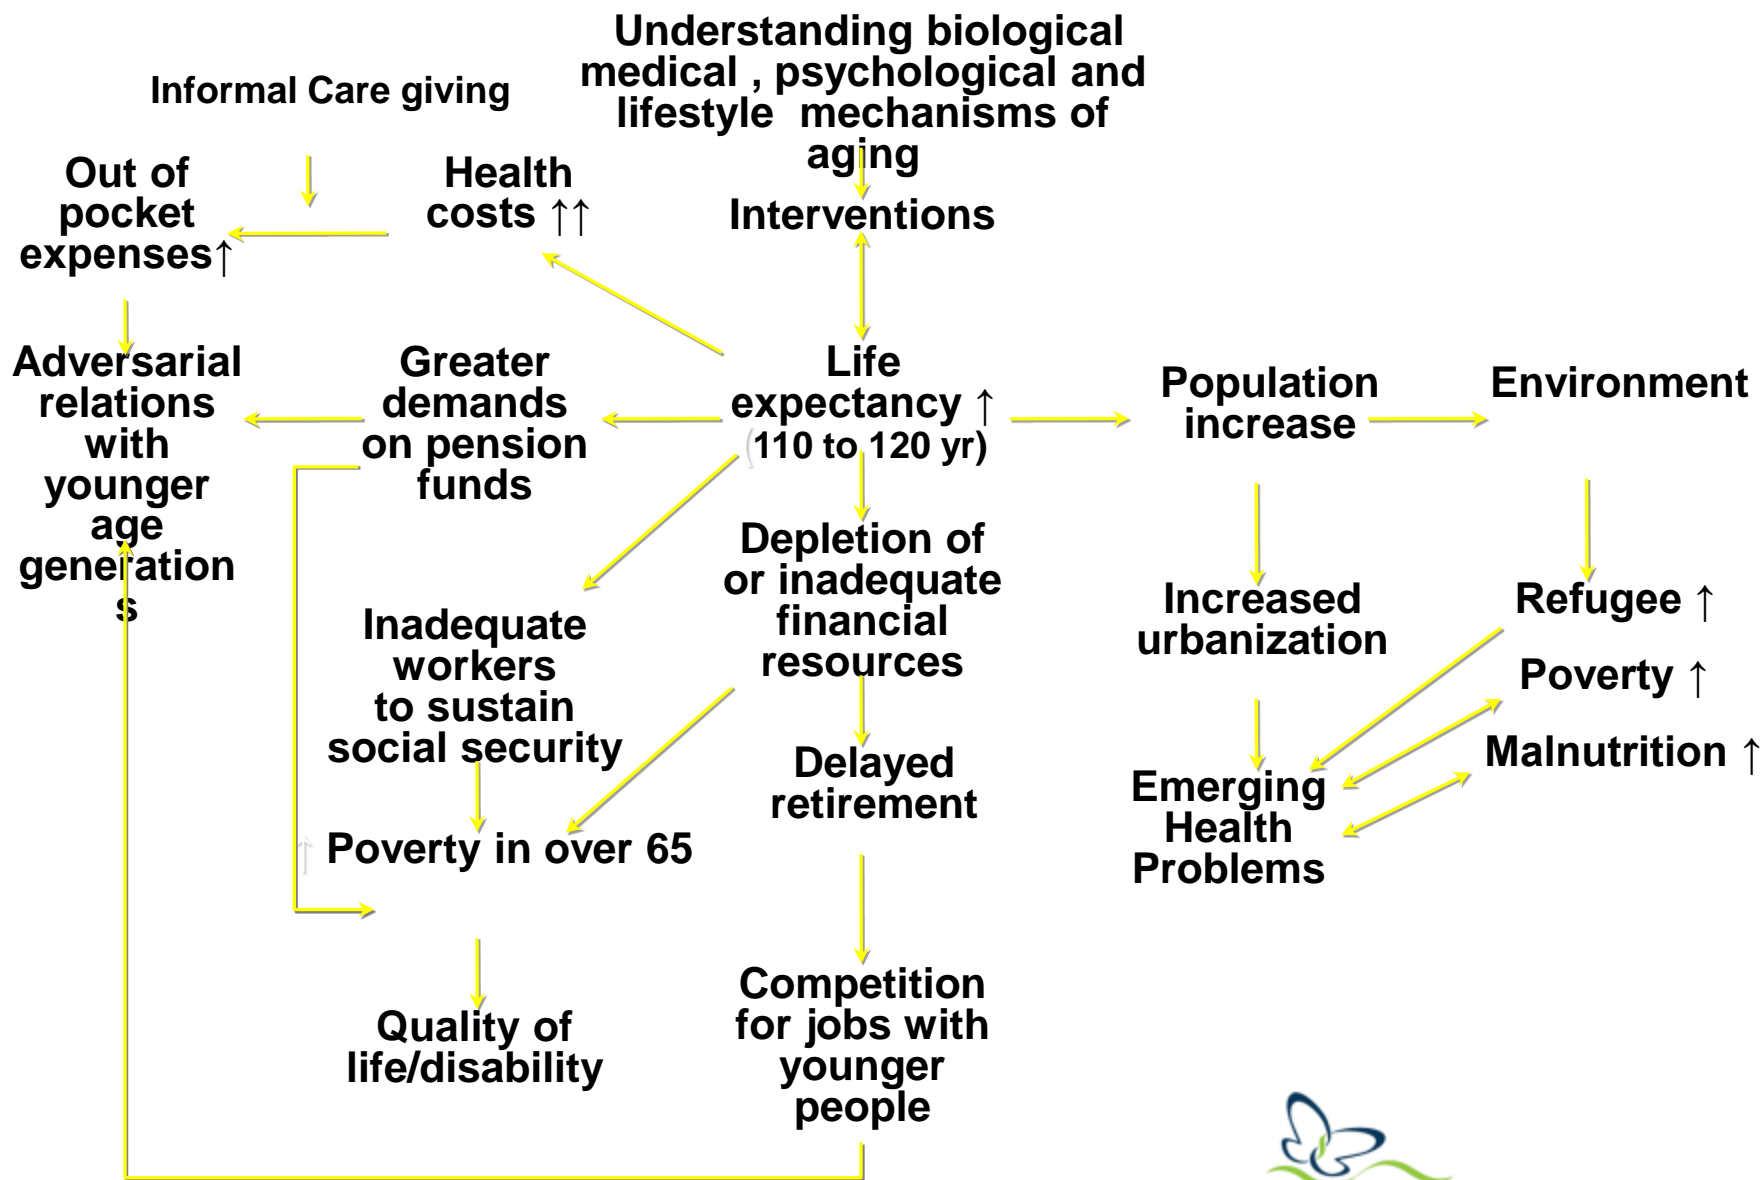 Understanding biological
medical , psychological and
lifestyle mechanisms of
aging
Informal Care giving
Out of
pocket
expenses↑
Health
costs ↑↑
Interventions
Adversarial
relations
with
younger
age
generation
s
Greater
demands
on pension
funds
Life
expectancy ↑
(110 to 120 yr)
Population
increase
Environment
Inadequate
workers
to sustain
social security
Depletion of
or inadequate
financial
resources
Increased
urbanization
Refugee ↑
Poverty ↑
Malnutrition ↑
↑ Poverty in over 65
Delayed
retirement
Emerging
Health
Problems
Quality of
life/disability
Competition
for jobs with
younger
people